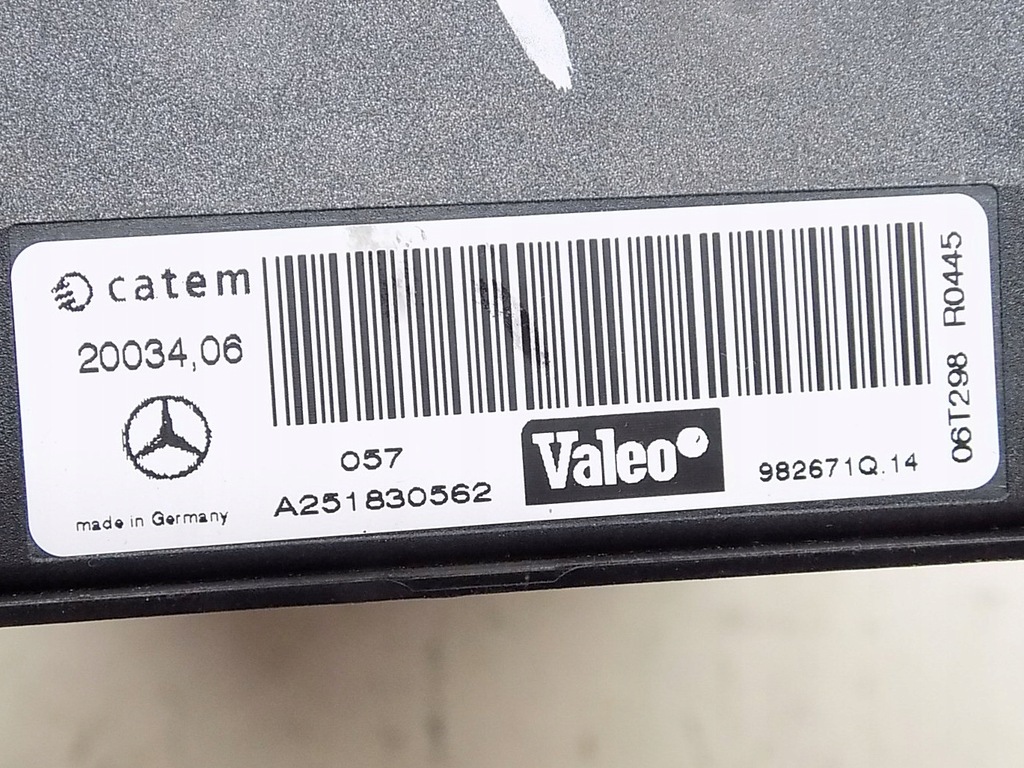 catem
20034,06
made in Germany
057
A251830562
Valeo
982671Q.14
06T298 R0445